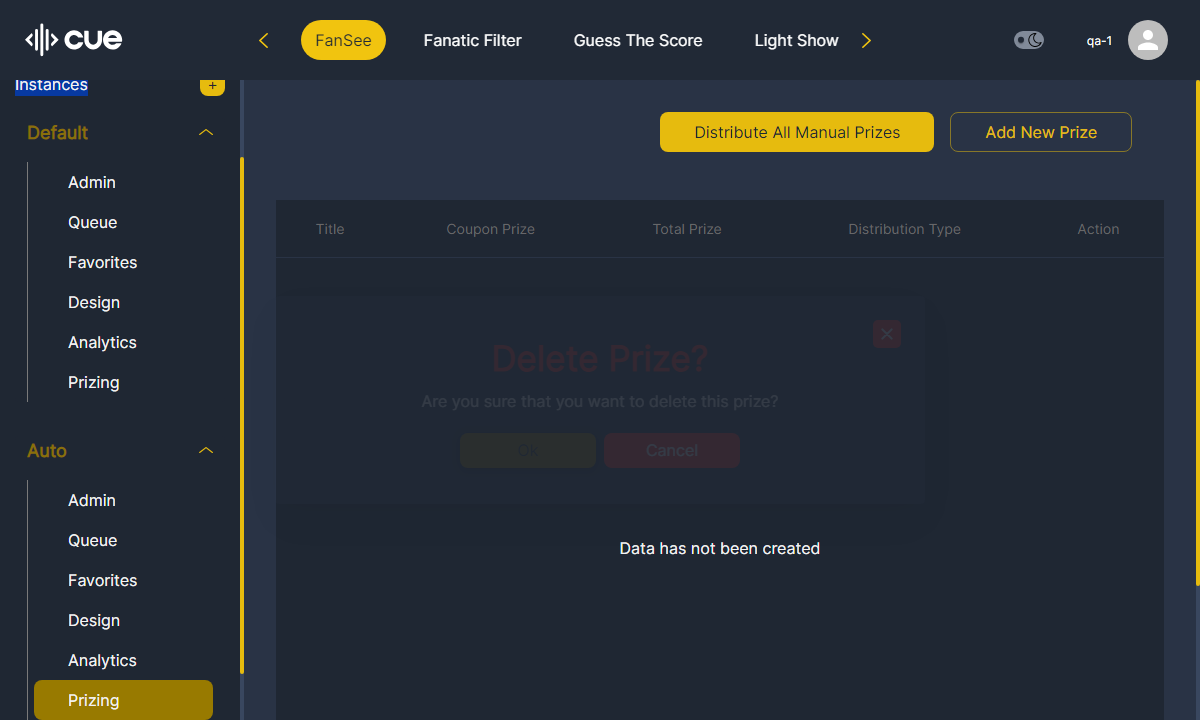 cue
FanSee
Fanatic Filter
Guess The Score
Light Show
qa-1
Instances
+
Default
Admin
Queue
Favorites
Design
Analytics
Prizing
Auto
Admin
Queue
Favorites
Design
Analytics
Prizing
Distribute All Manual Prizes
Add New Prize
Title Coupon Prize Total Prize Distribution Type Action
Delete Prize?
Are you sure that you want to delete this prize?
Ok
Cancel
Data has not been created